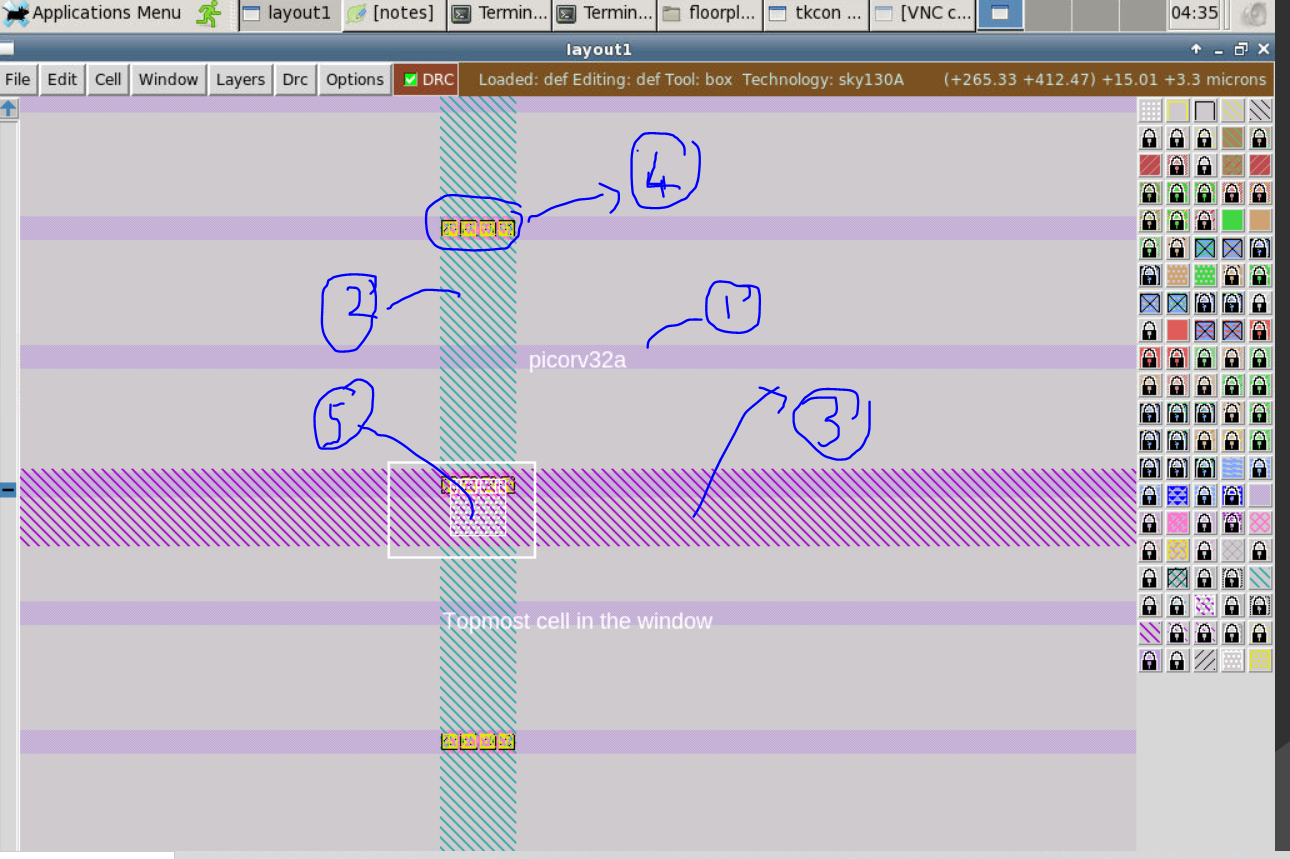 Applications Menu layout1 [notes] Termin... Termin... floorpl... tkcon ... [VNC c... 04:35
layout1
File Edit Cell Window Layers Drc Options DRC Loaded: def Editing: def Tool: box Technology: sky130A (+265.33 +412.47) +15.01 +3.3 microns
4
2
1
picorv32a
5
3
Topmost cell in the window